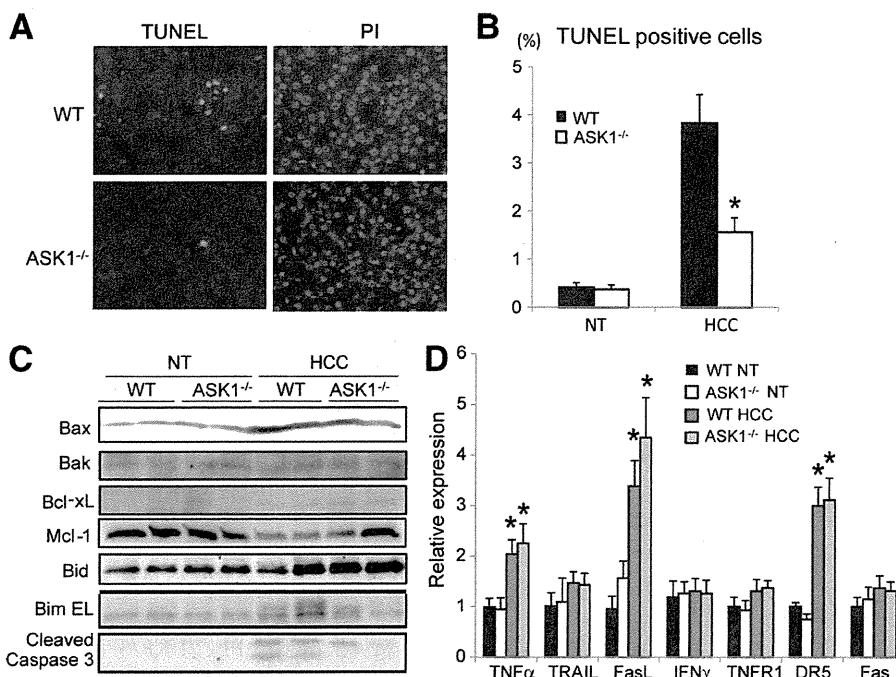 A
TUNEL PI
WT
ASK1-/-
B
(%) TUNEL positive cells
5
4
3
2
1
0
WT
ASK1-/-
*
NT HCC
C
NT HCC
WT ASK1-/- WT ASK1-/-
Bax
Bak
Bcl-xL
Mcl-1
Bid
Bim EL
Cleaved
Caspase 3
D
Relative expression
6
5
4
3
2
1
0
WT NT
ASK1-/- NT
WT HCC
ASK1-/- HCC
* * * * * *
TNFα TRAIL FasL IFNγ TNFR1 DR5 Fas